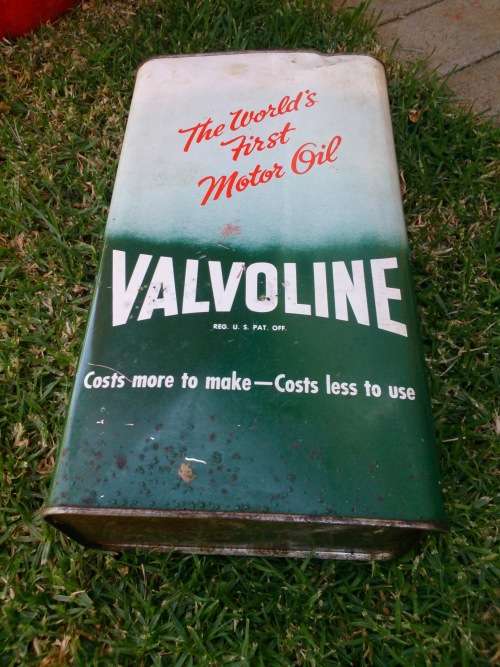 The World's
First
Motor Oil
VALVOLINE
REG. U. S. PAT. OFF.
Costs more to make—Costs less to use